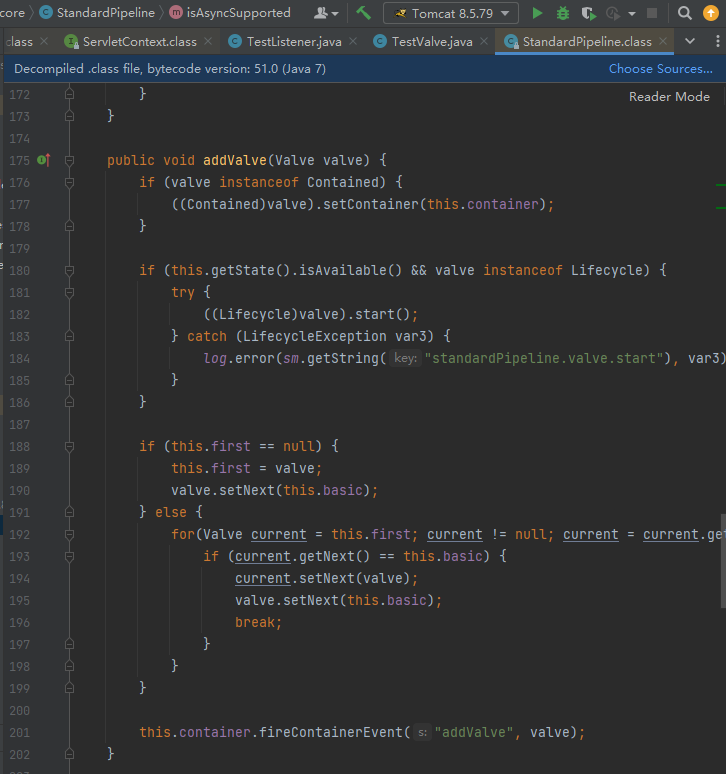 core StandardPipeline isAsyncSupported Tomcat 8.5.79
class ServletContext.class TestListener.java TestValve.java StandardPipeline.class
Decompiled .class file, bytecode version: 51.0 (Java 7) Choose Sources...
Reader Mode
172 }
173 }
174
175 public void addValve(Valve valve) {
176 if (valve instanceof Contained) {
177 ((Contained)valve).setContainer(this.container);
178 }
179
180 if (this.getState().isAvailable() && valve instanceof Lifecycle) {
181 try {
182 ((Lifecycle)valve).start();
183 } catch (LifecycleException var3) {
184 log.error(sm.getString( key: "standardPipeline.valve.start"), var3)
185 }
186 }
187
188 if (this.first == null) {
189 this.first = valve;
190 valve.setNext(this.basic);
191 } else {
192 for(Valve current = this.first; current != null; current = current.ge
193 if (current.getNext() == this.basic) {
194 current.setNext(valve);
195 valve.setNext(this.basic);
196 break;
197 }
198 }
199 }
200
201 this.container.fireContainerEvent( s: "addValve", valve);
202 }